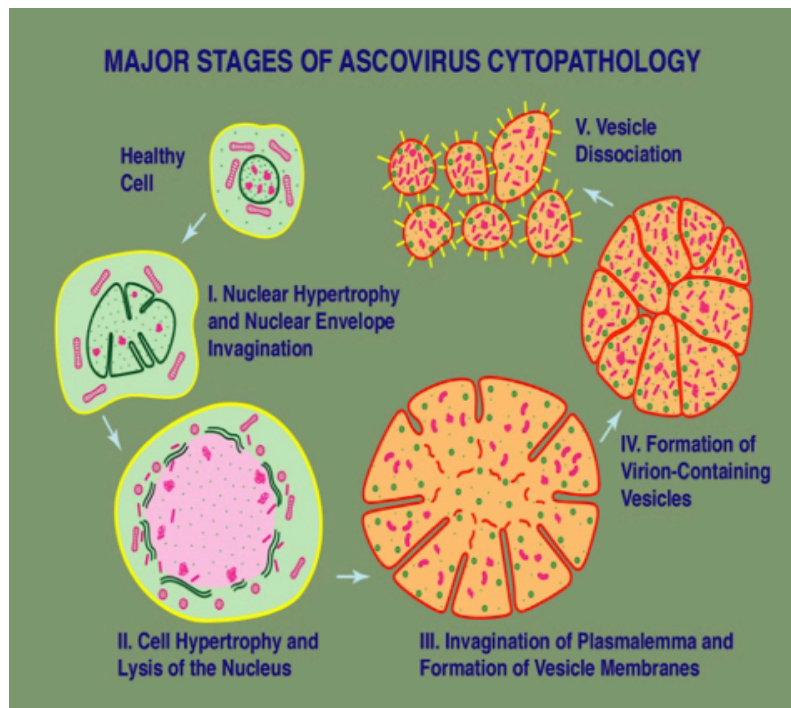 MAJOR STAGES OF ASCOVIRUS CYTOPATHOLOGY
Healthy
Cell
I. Nuclear Hypertrophy
and Nuclear Envelope
Invagination
II. Cell Hypertrophy and
Lysis of the Nucleus
III. Invagination of Plasmalemma and
Formation of Vesicle Membranes
IV. Formation of
Virion-Containing
Vesicles
V. Vesicle
Dissociation